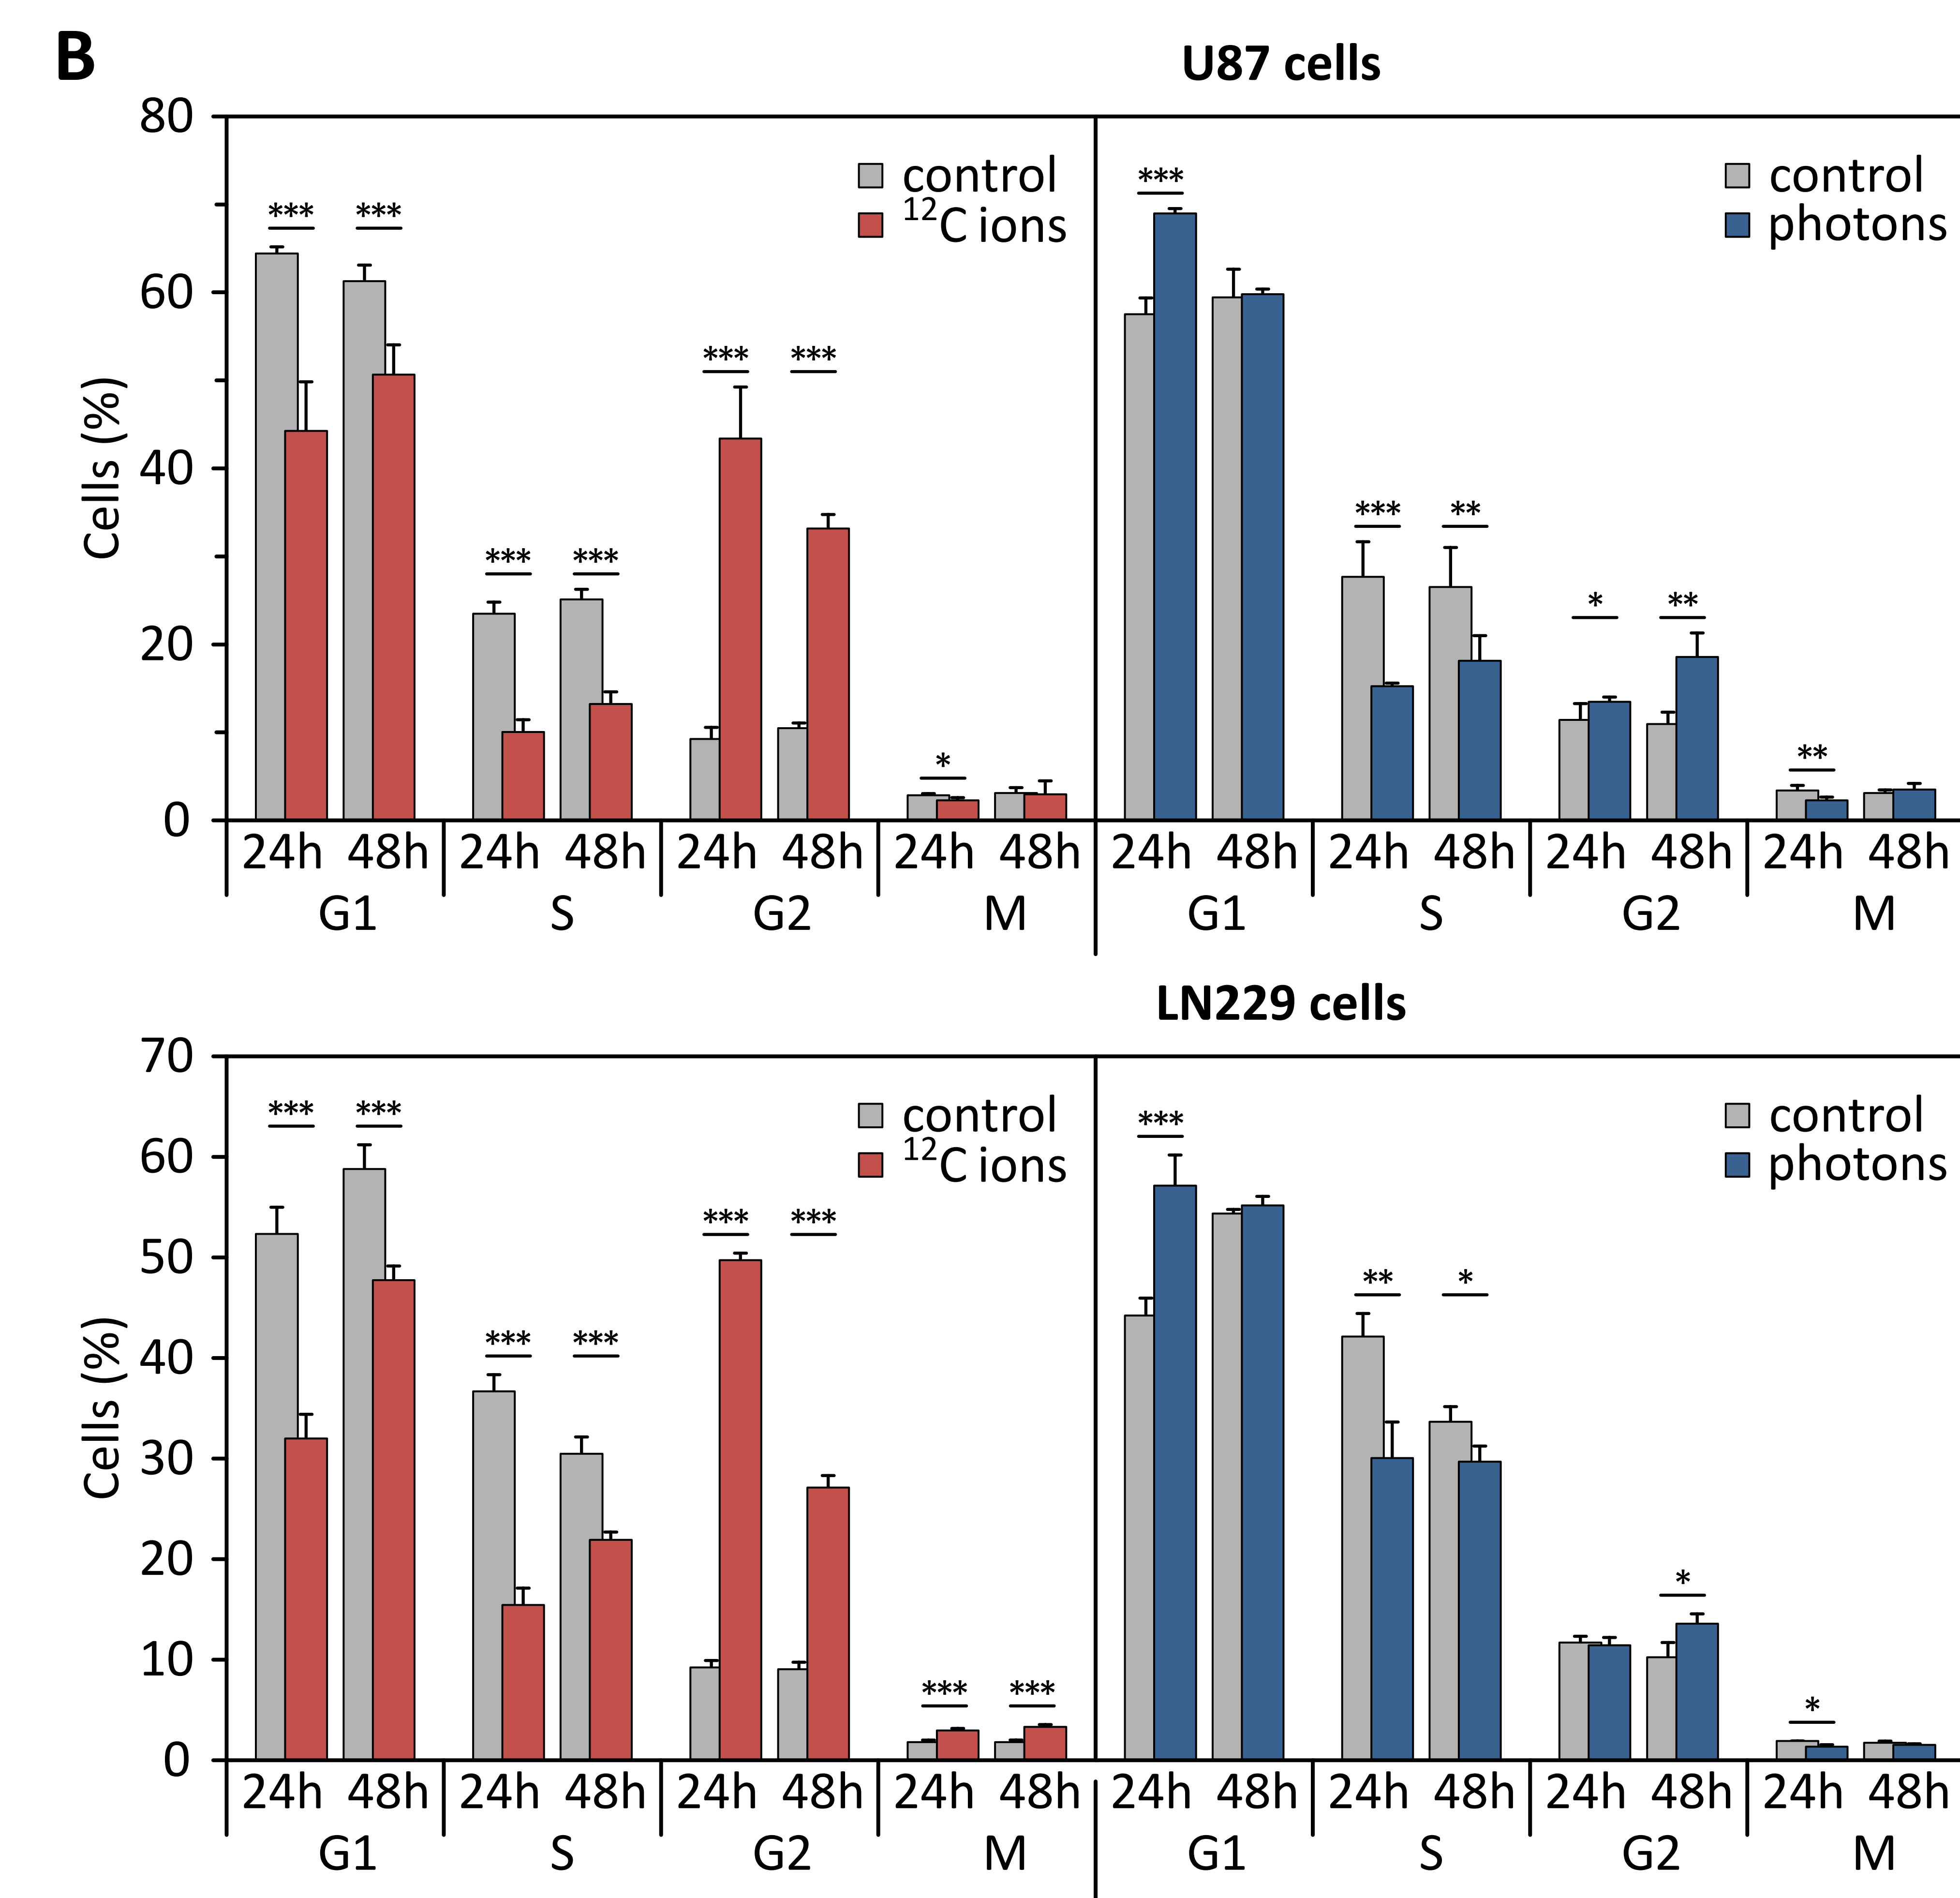 B
U87 cells
80
60
40
20
0
Cells (%)
control
¹²C ions
control
photons
*** *** *** *** *** *** *
*** *** ** * ** **
24h 48h 24h 48h 24h 48h 24h 48h 24h 48h 24h 48h 24h 48h 24h 48h
G1 S G2 M G1 S G2 M
LN229 cells
70
60
50
40
30
20
10
0
Cells (%)
control
¹²C ions
control
photons
*** *** *** *** *** *** *** ***
*** ** * * *
24h 48h 24h 48h 24h 48h 24h 48h 24h 48h 24h 48h 24h 48h 24h 48h
G1 S G2 M G1 S G2 M